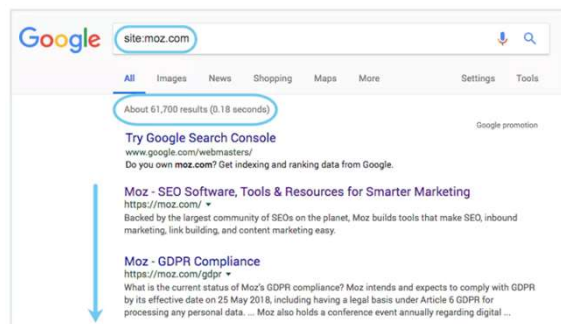 Google
site:moz.com
All Images News Shopping Maps More Settings Tools
About 61,700 results (0.18 seconds)
Google promotion
Try Google Search Console
www.google.com/webmasters/
Do you own moz.com? Get indexing and ranking data from Google.
Moz - SEO Software, Tools & Resources for Smarter Marketing
https://moz.com/
Backed by the largest community of SEOs on the planet, Moz builds tools that make SEO, inbound
marketing, link building, and content marketing easy.
Moz - GDPR Compliance
https://moz.com/gdpr
What is the current status of Moz's GDPR compliance? Moz intends and expects to comply with GDPR
by its effective date on 25 May 2018, including having a legal basis under Article 6 GDPR for
processing any personal data. ... Moz also holds a conference event annually regarding digital ...